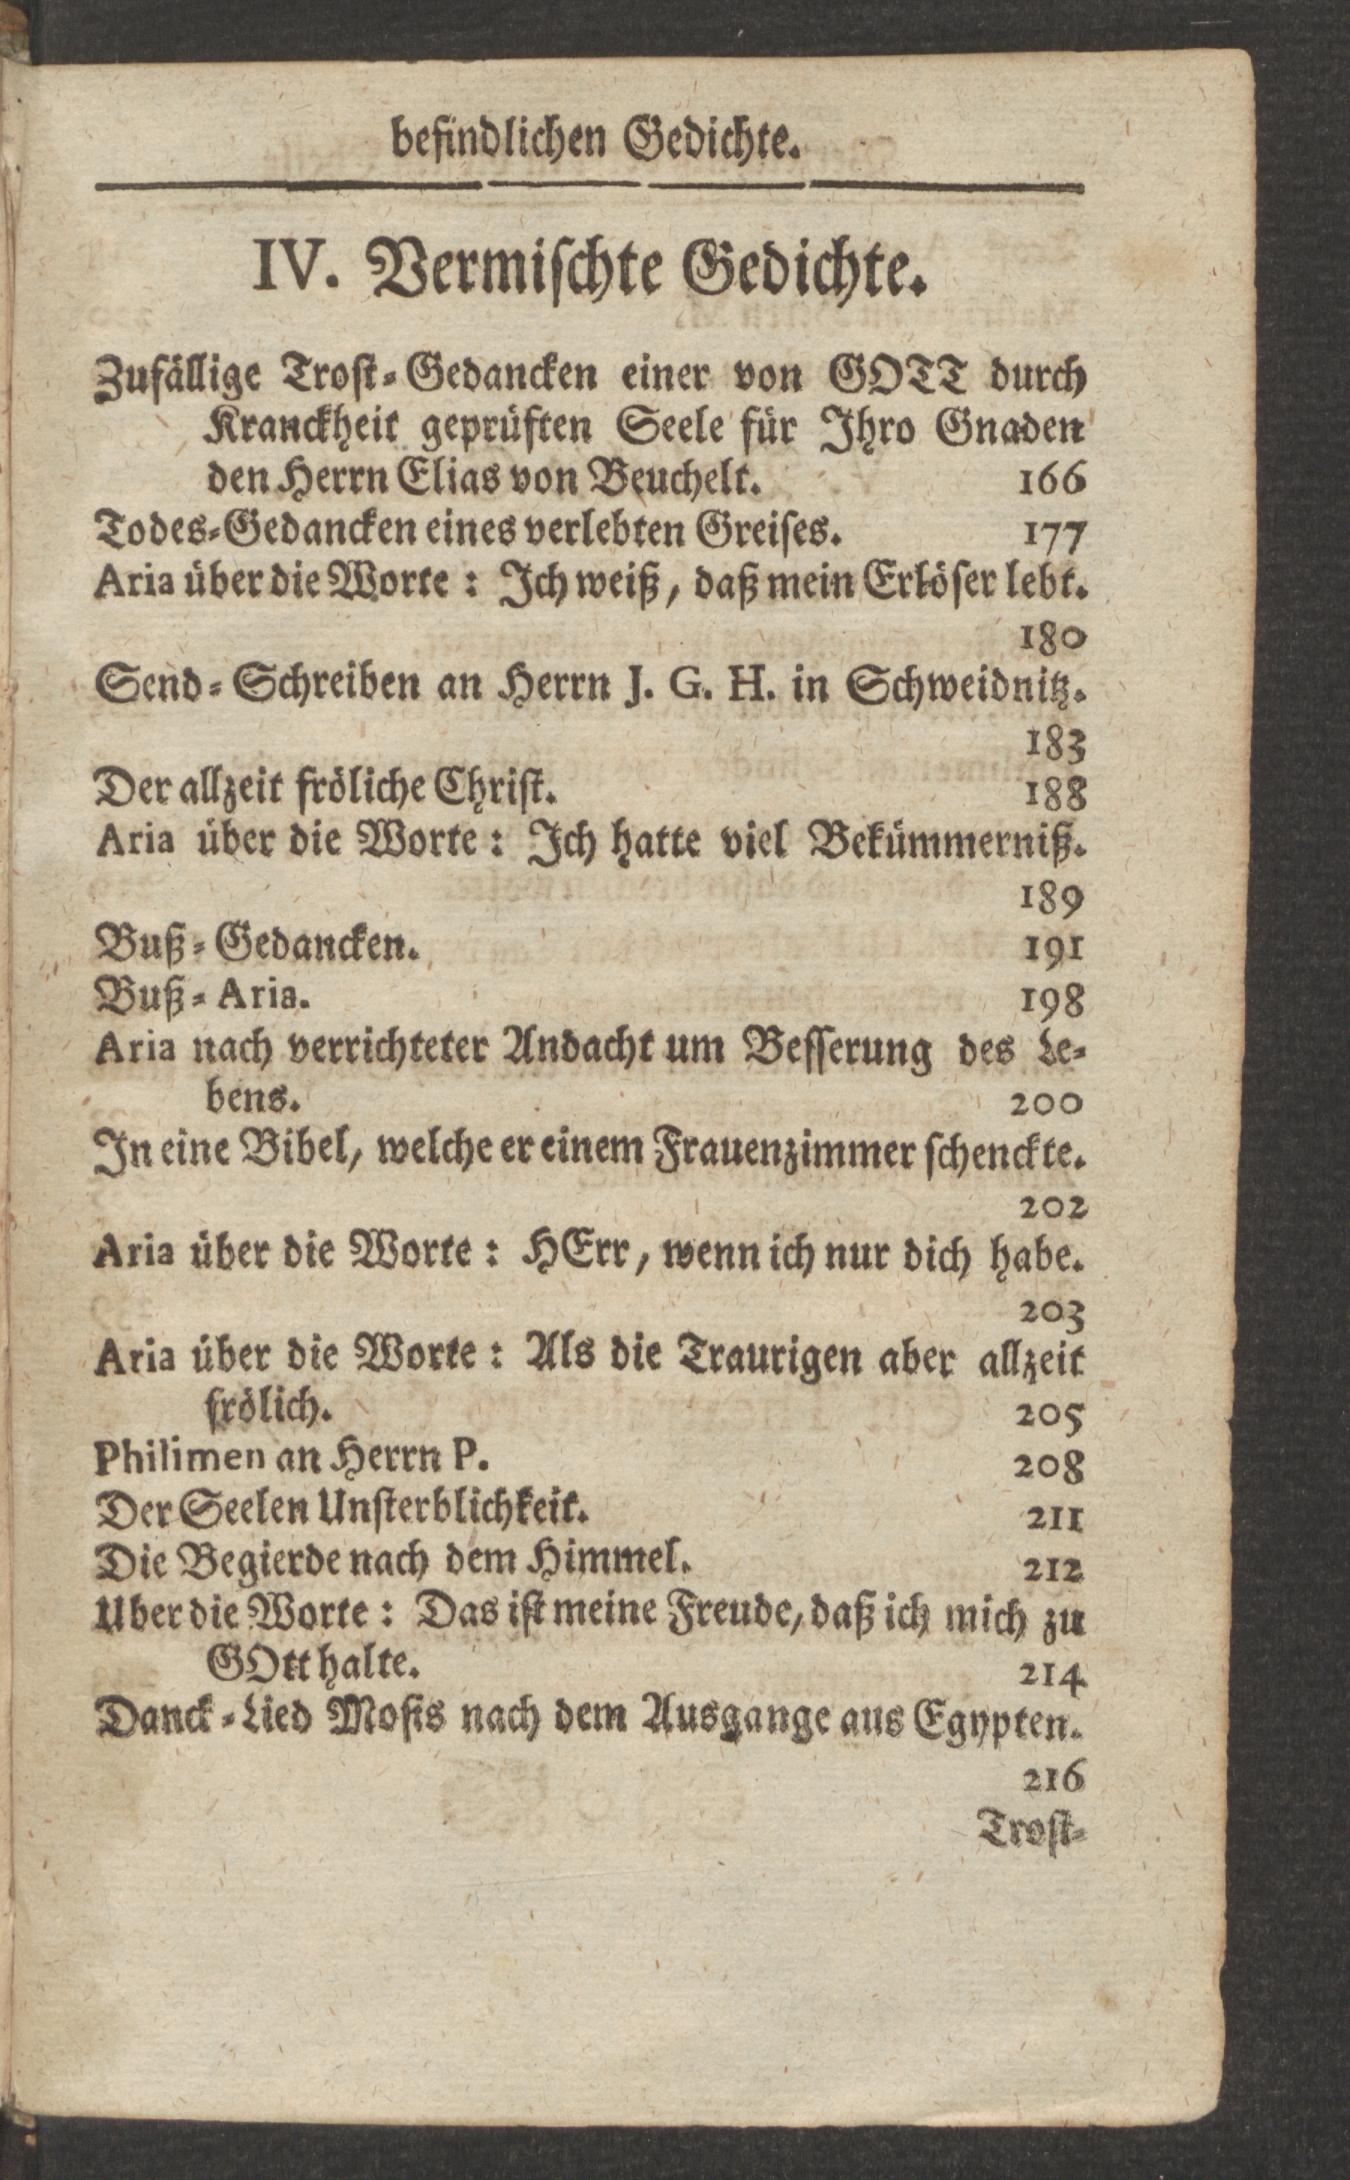 befindlichen Gedichte.
IV. Vermiſchte Gedichte.
Zufällige Troſt-Gedancken einer von GOTT durch
Kranckheit geprüften Seele für Ihro Gnaden
den Herrn Elias von Beuchelt. 166
Todes-Gedancken eines verlebten Greiſes. 177
Aria über die Worte: Ich weiß, daß mein Erlöſer lebt.
180
Send-Schreiben an Herrn J. G. H. in Schweidnitz.
183
Der allzeit fröliche Chriſt. 188
Aria über die Worte: Ich hatte viel Bekümmerniß.
189
Buß-Gedancken. 191
Buß-Aria. 198
Aria nach verrichteter Andacht um Beſſerung des Le-
bens. 200
In eine Bibel, welche er einem Frauenzimmer ſchenckte.
202
Aria über die Worte: HErr, wenn ich nur dich habe.
203
Aria über die Worte: Als die Traurigen aber allzeit
frölich. 205
Philimen an Herrn P. 208
Der Seelen Unſterblichkeit. 211
Die Begierde nach dem Himmel. 212
Uber die Worte: Das iſt meine Freude, daß ich mich zu
GOtt halte. 214
Danck-Lied Moſis nach dem Ausgange aus Egypten.
216
Troſt-